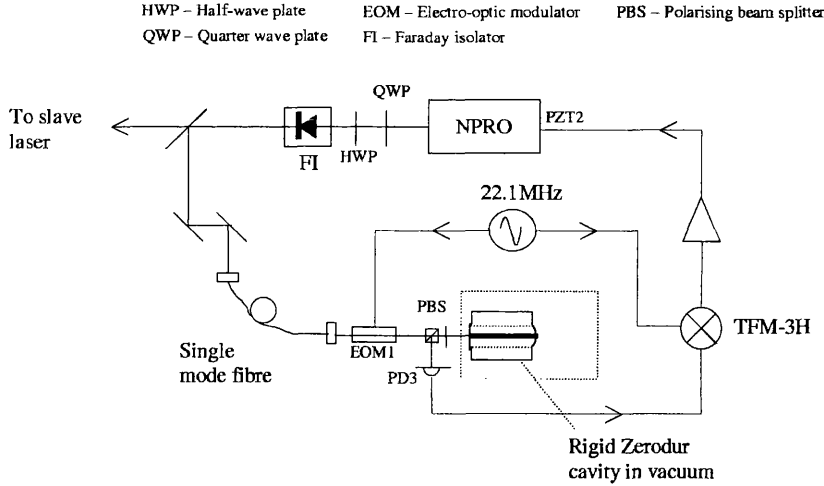 HWP – Half-wave plate
EOM – Electro-optic modulator
PBS – Polarising beam splitter
QWP – Quarter wave plate
FI – Faraday isolator
To slave
laser
QWP
NPRO
PZT2
HWP
FI
22.1MHz
PBS
TFM-3H
EOM1
Single
mode fibre
PD3
Rigid Zerodur
cavity in vacuum